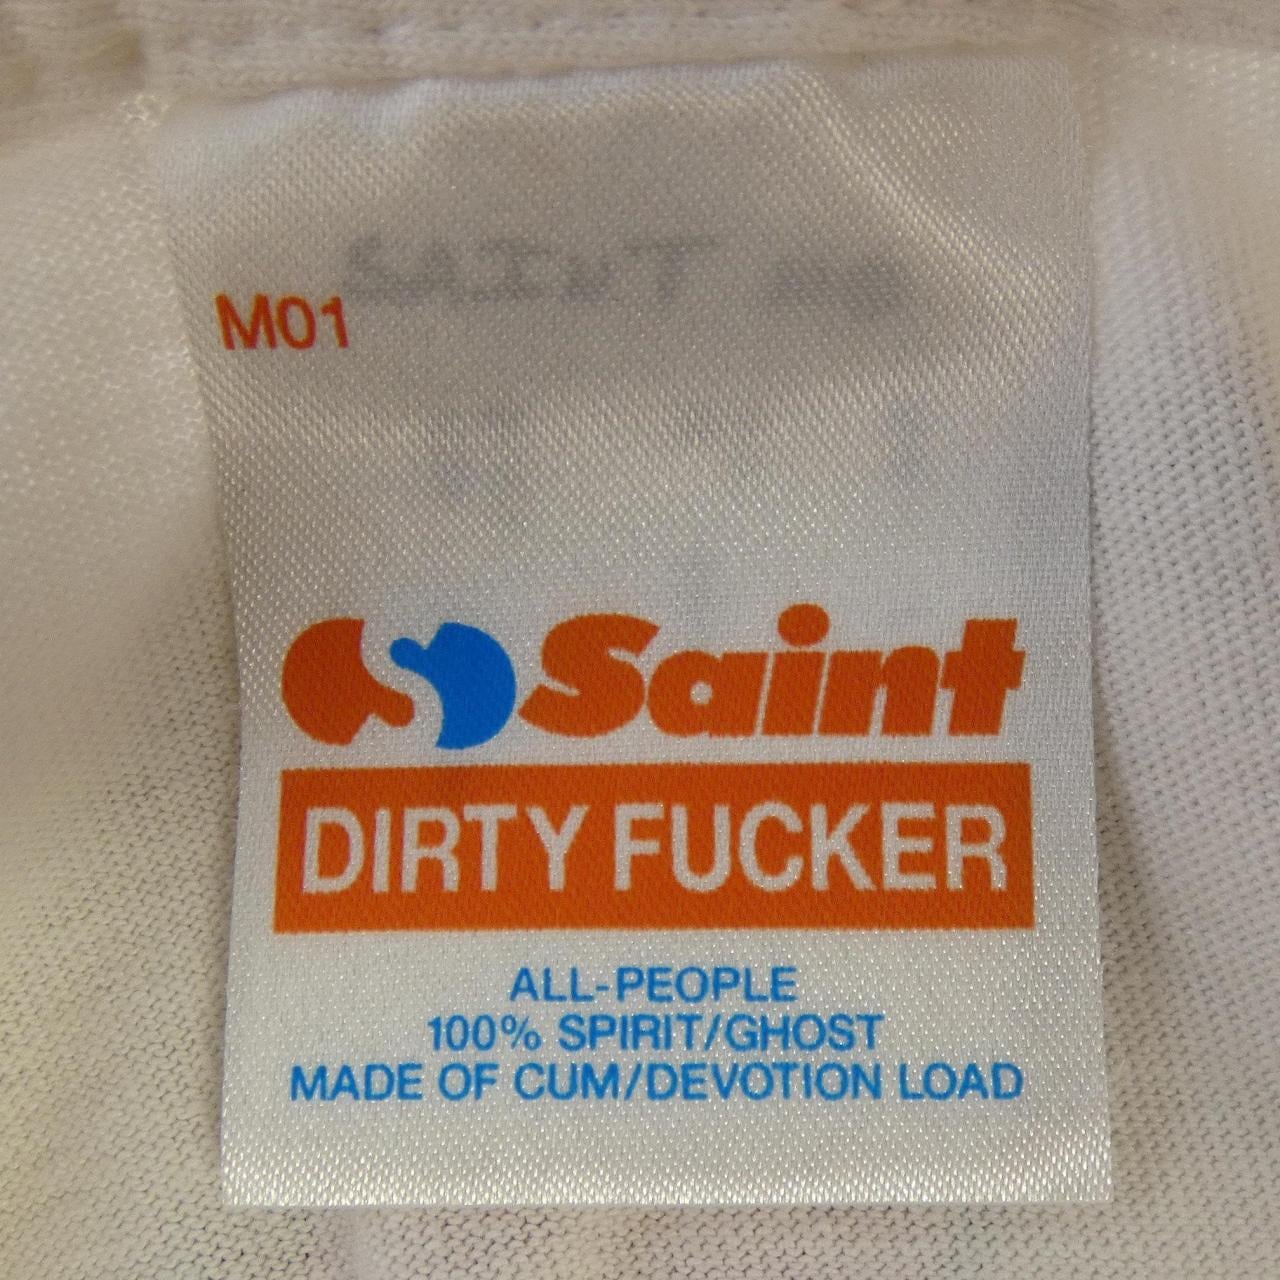 M01
Saint
DIRTY FUCKER
ALL-PEOPLE
100% SPIRIT/GHOST
MADE OF CUM/DEVOTION LOAD